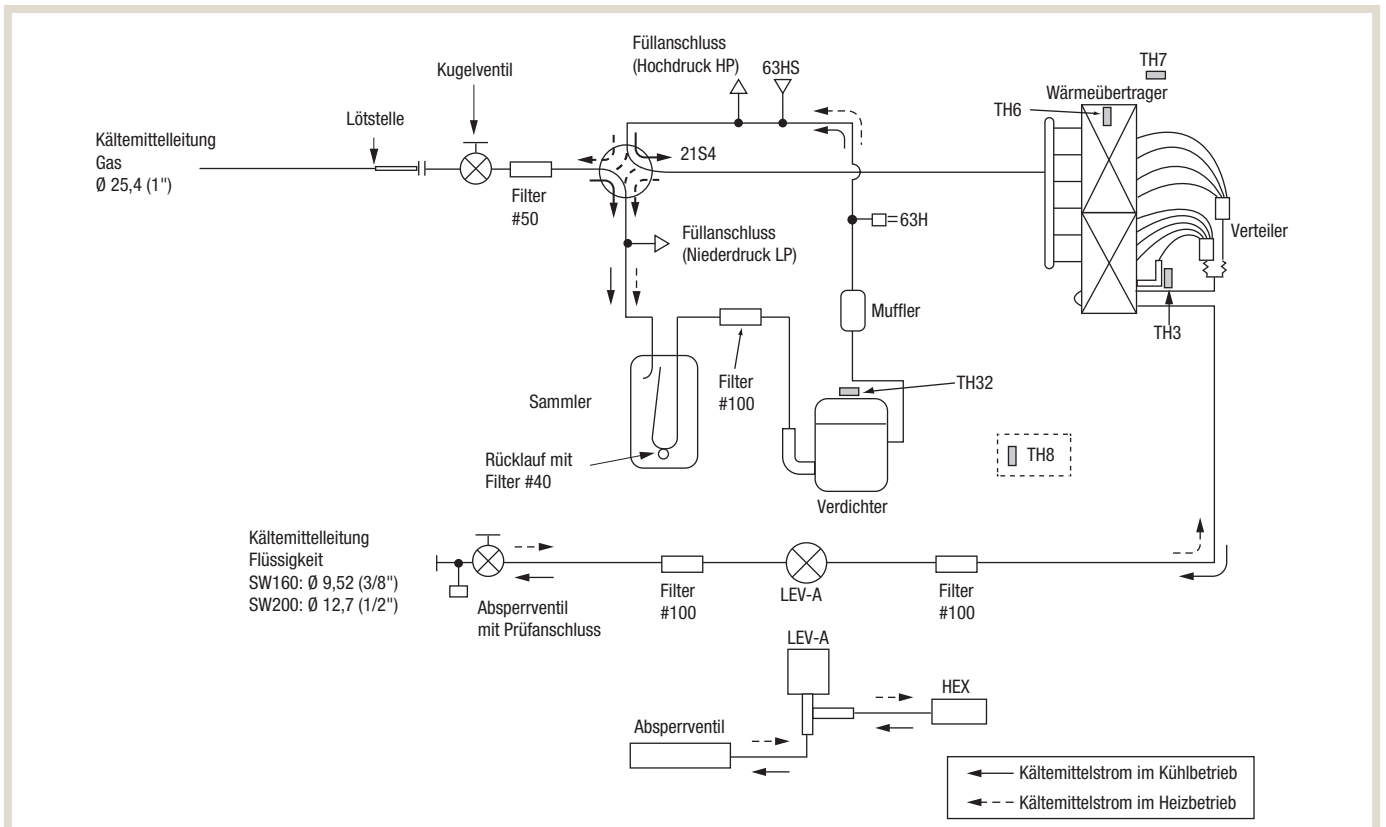 Füllanschluss
(Hochdruck HP)
63HS
Kugelventil
TH7
Wärmeübertrager
TH6
Lötstelle
Kältemittelleitung
Gas
Ø 25,4 (1")
21S4
Filter
#50
63H
Verteiler
Füllanschluss
(Niederdruck LP)
Muffler
TH3
Filter
#100
TH32
Sammler
TH8
Rücklauf mit
Filter #40
Verdichter
Kältemittelleitung
Flüssigkeit
SW160: Ø 9,52 (3/8")
SW200: Ø 12,7 (1/2")
Absperrventil
mit Prüfanschluss
Filter
#100
LEV-A
Filter
#100
LEV-A
HEX
Absperrventil
Kältemittelstrom im Kühlbetrieb
Kältemittelstrom im Heizbetrieb